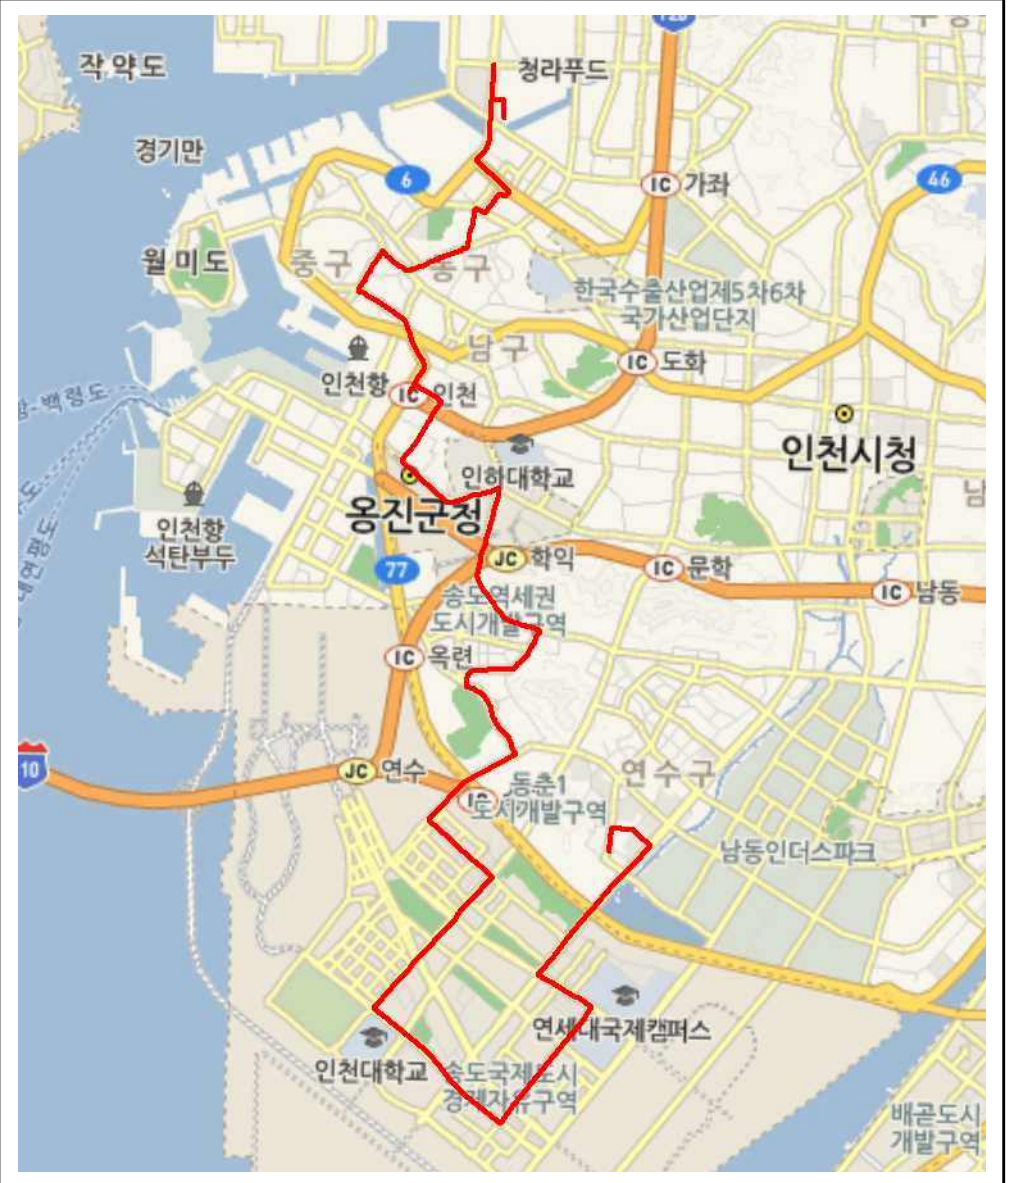 작약도
청라푸드
경기만
6
IC 가좌
46
월미도
중구
동구
한국수출산업제5차6차
국가산업단지
남구
IC 도화
인천항
IC 인천
인천시청
인하대학교
옹진군청
인천항
석탄부두
JC 학익
77
IC 문학
IC 남동
송도역세권
도시개발구역
IC 옥련
10
JC 연수
연수구
동춘1
도시개발구역
남동인더스파크
연세대국제캠퍼스
인천대학교
송도국제도시
경제자유구역
배곧도시
개발구역